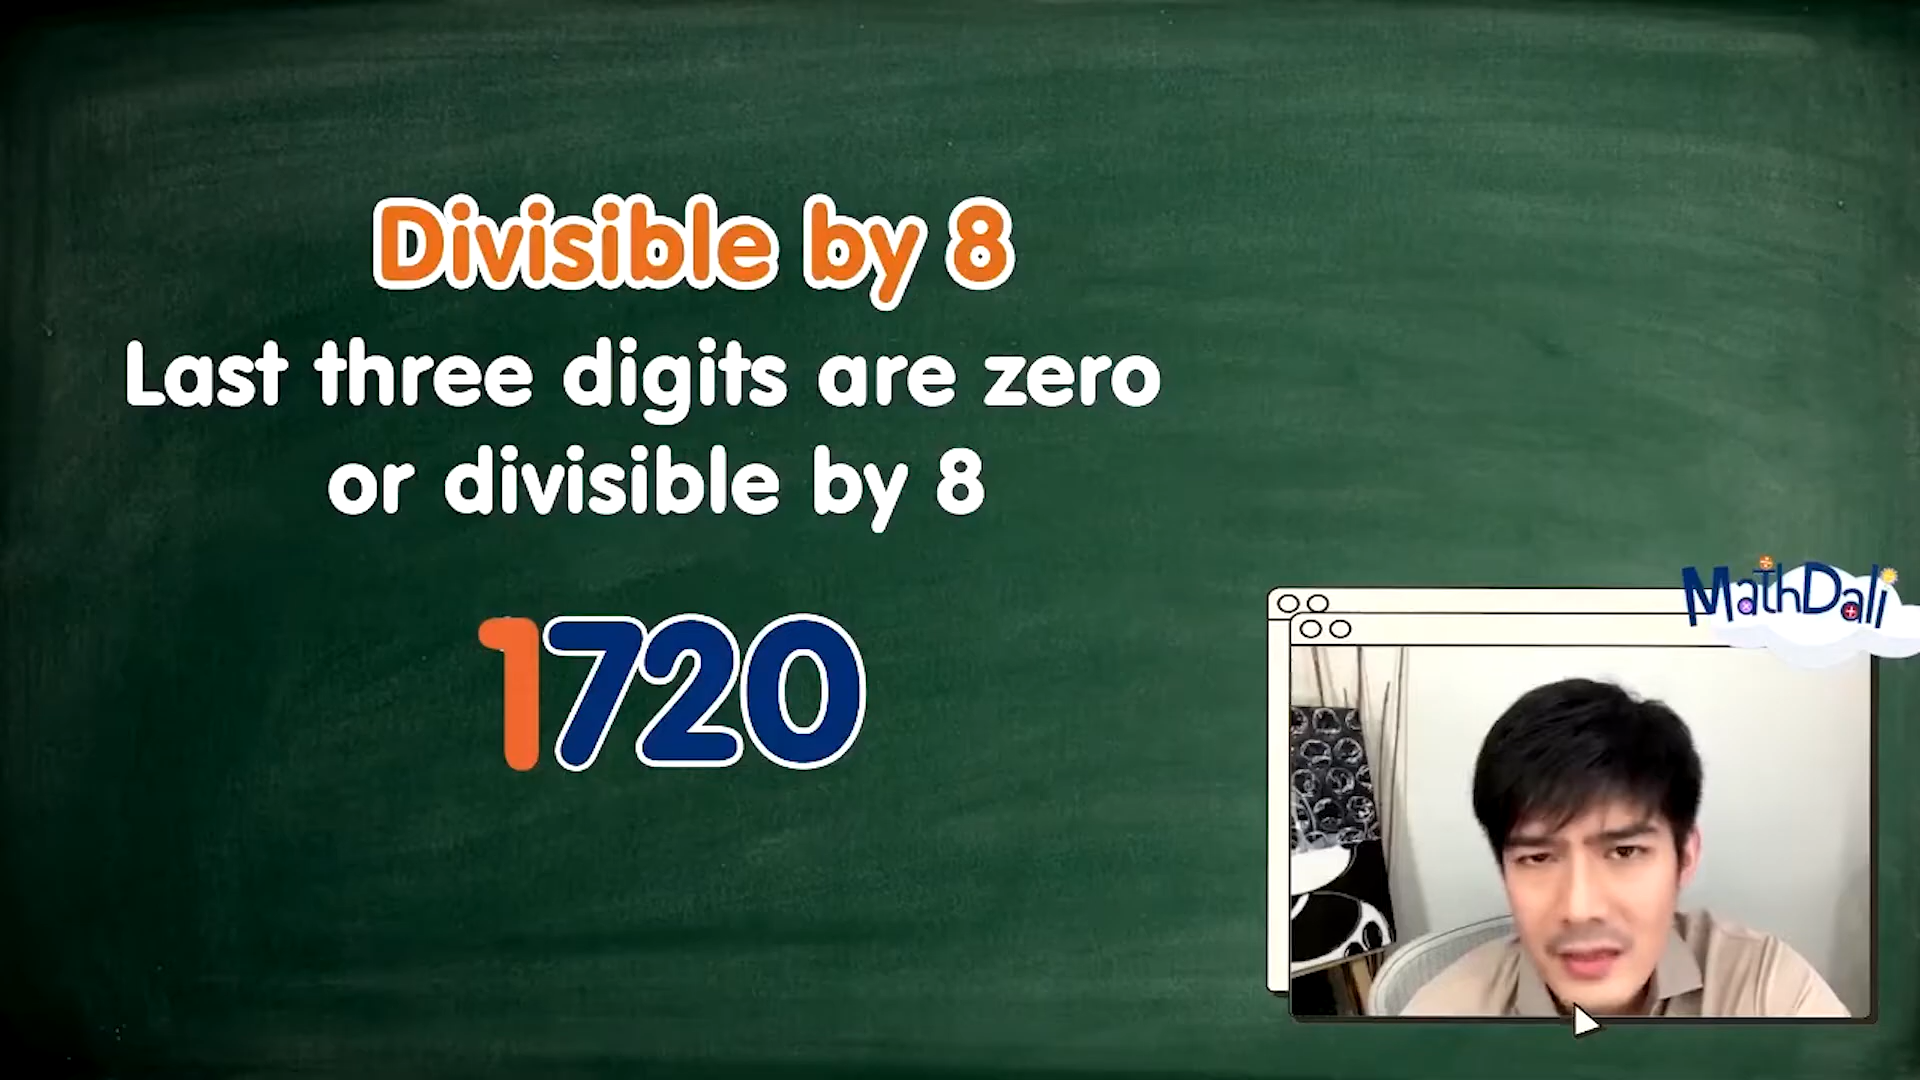 Divisible by 8
Last three digits are zero
or divisible by 8
1720
MathDali